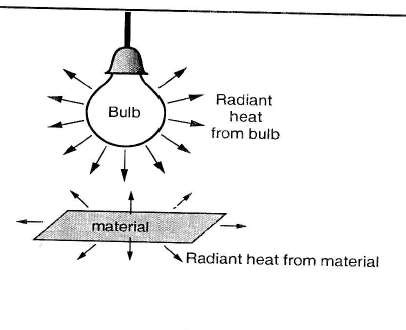 Bulb
Radiant
heat
from bulb
material
Radiant heat from material